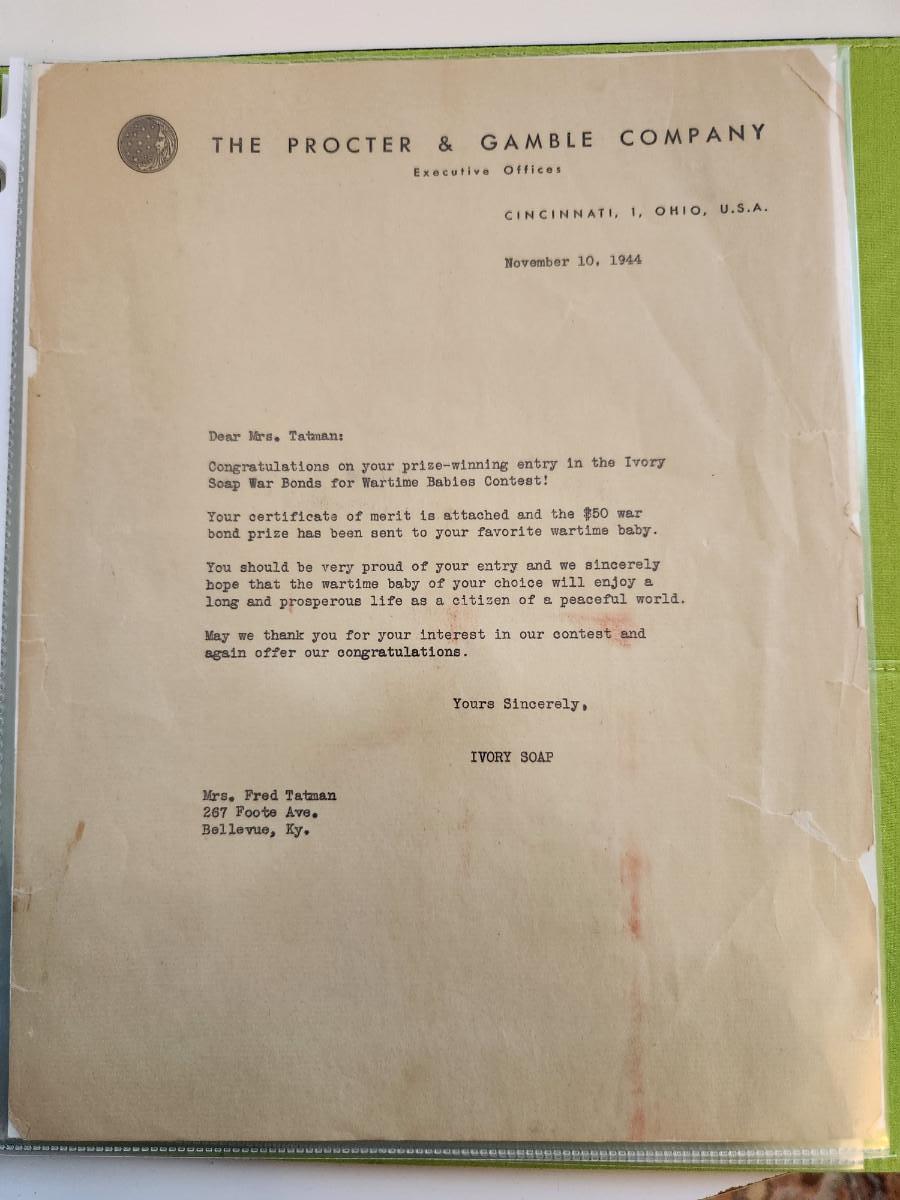 THE PROCTER & GAMBLE COMPANY
Executive Offices
CINCINNATI, 1, OHIO, U.S.A.
November 10, 1944
Dear Mrs. Tatman:
Congratulations on your prize-winning entry in the Ivory
Soap War Bonds for Wartime Babies Contest!
Your certificate of merit is attached and the $50 war
bond prize has been sent to your favorite wartime baby.
You should be very proud of your entry and we sincerely
hope that the wartime baby of your choice will enjoy a
long and prosperous life as a citizen of a peaceful world.
May we thank you for your interest in our contest and
again offer our congratulations.
Yours Sincerely,
IVORY SOAP
Mrs. Fred Tatman
267 Foote Ave.
Bellevue, Ky.